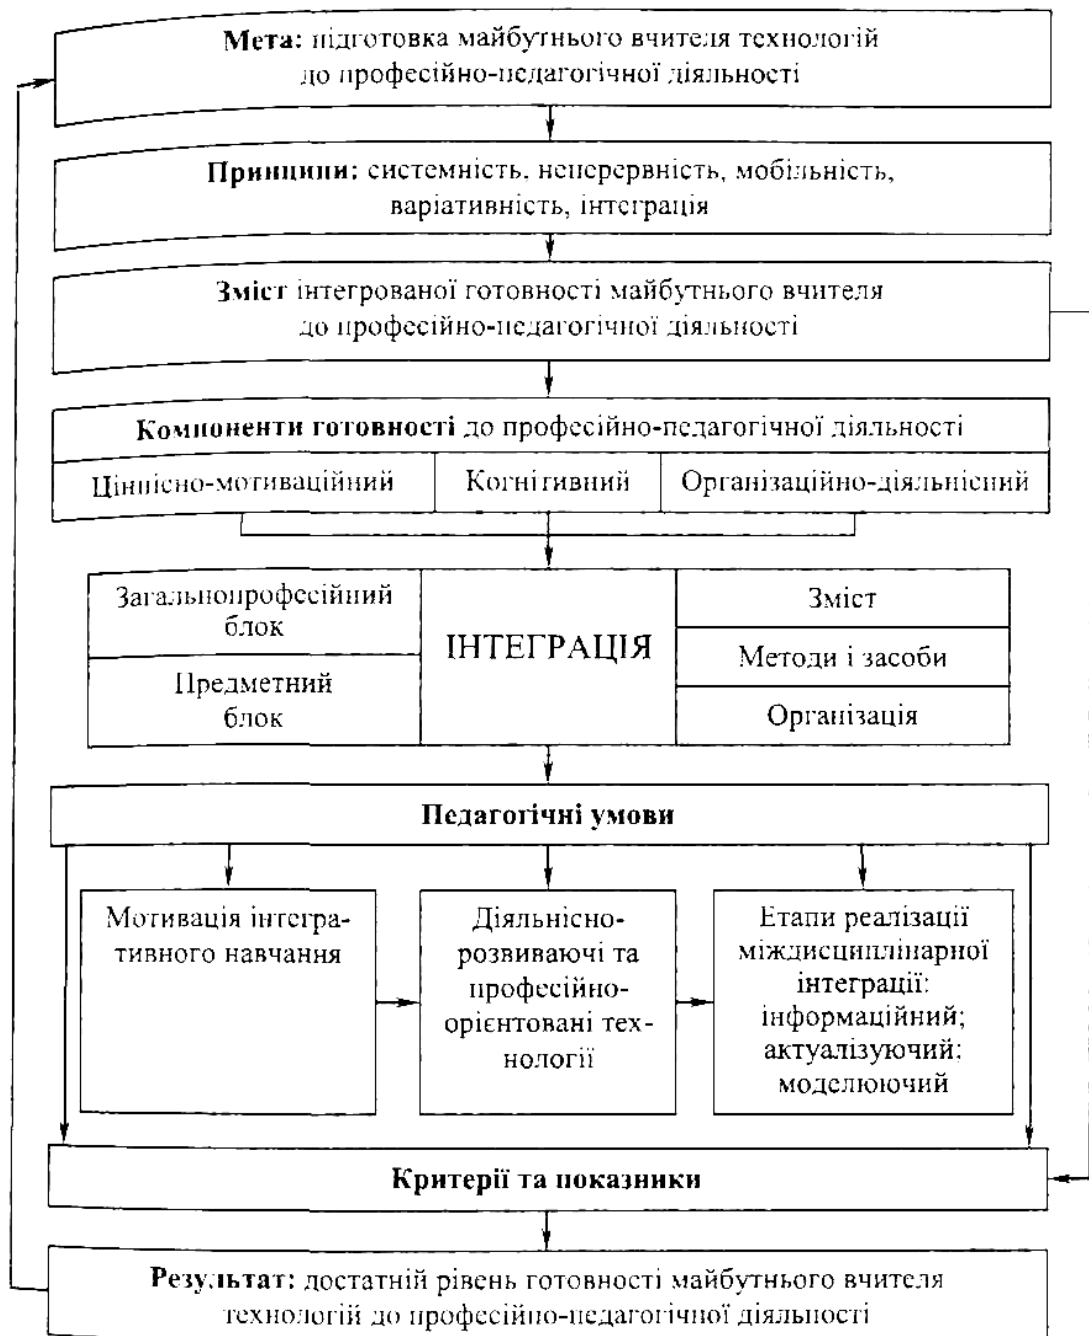 Мета: підготовка майбутнього вчителя технологій
до професійно-педагогічної діяльності
Принципи: системність, неперервність, мобільність,
варіативність, інтеграція
Зміст інтегрованої готовності майбутнього вчителя
до професійно-педагогічної діяльності
Компоненти готовності до професійно-педагогічної діяльності
Ціннісно-мотиваційний
Когнітивний
Організаційно-діяльнісний
Загальнопрофесійний
блок
Предметний
блок
ІНТЕГРАЦІЯ
Зміст
Методи і засоби
Організація
Педагогічні умови
Мотивація інтегра-
тивного навчання
Діяльнісно-
розвиваючі та
професійно-
орієнтовані тех-
нології
Етапи реалізації
міждисциплінарної
інтеграції:
інформаційний;
актуалізуючий;
моделюючий
Критерії та показники
Результат: достатній рівень готовності майбутнього вчителя
технологій до професійно-педагогічної діяльності